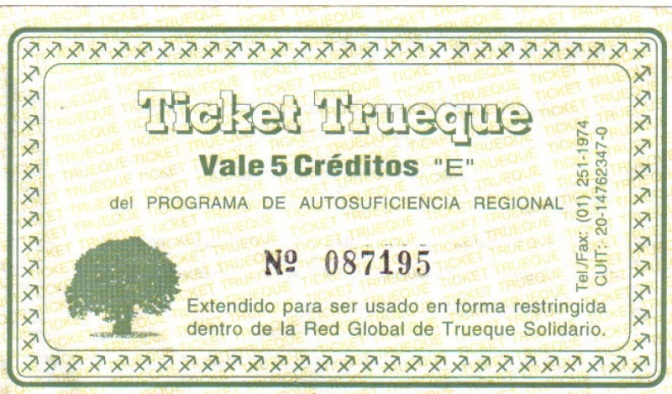 Ticket Trueque
Vale 5 Créditos "E"
del PROGRAMA DE AUTOSUFICIENCIA REGIONAL
Nº 087195
Extendido para ser usado en forma restringida
dentro de la Red Global de Trueque Solidario.
Tel./Fax: (01) 251-1974
CUIT: 20-14762347-0